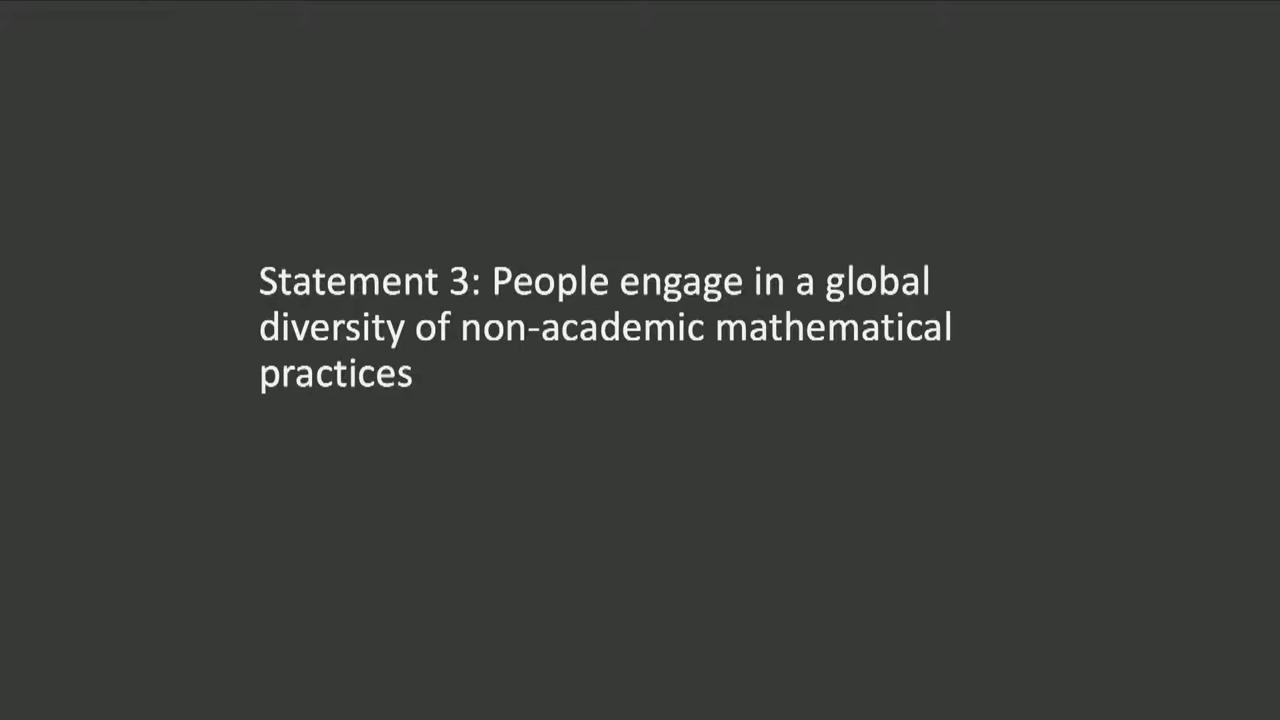 Statement 3: People engage in a global
diversity of non-academic mathematical
practices